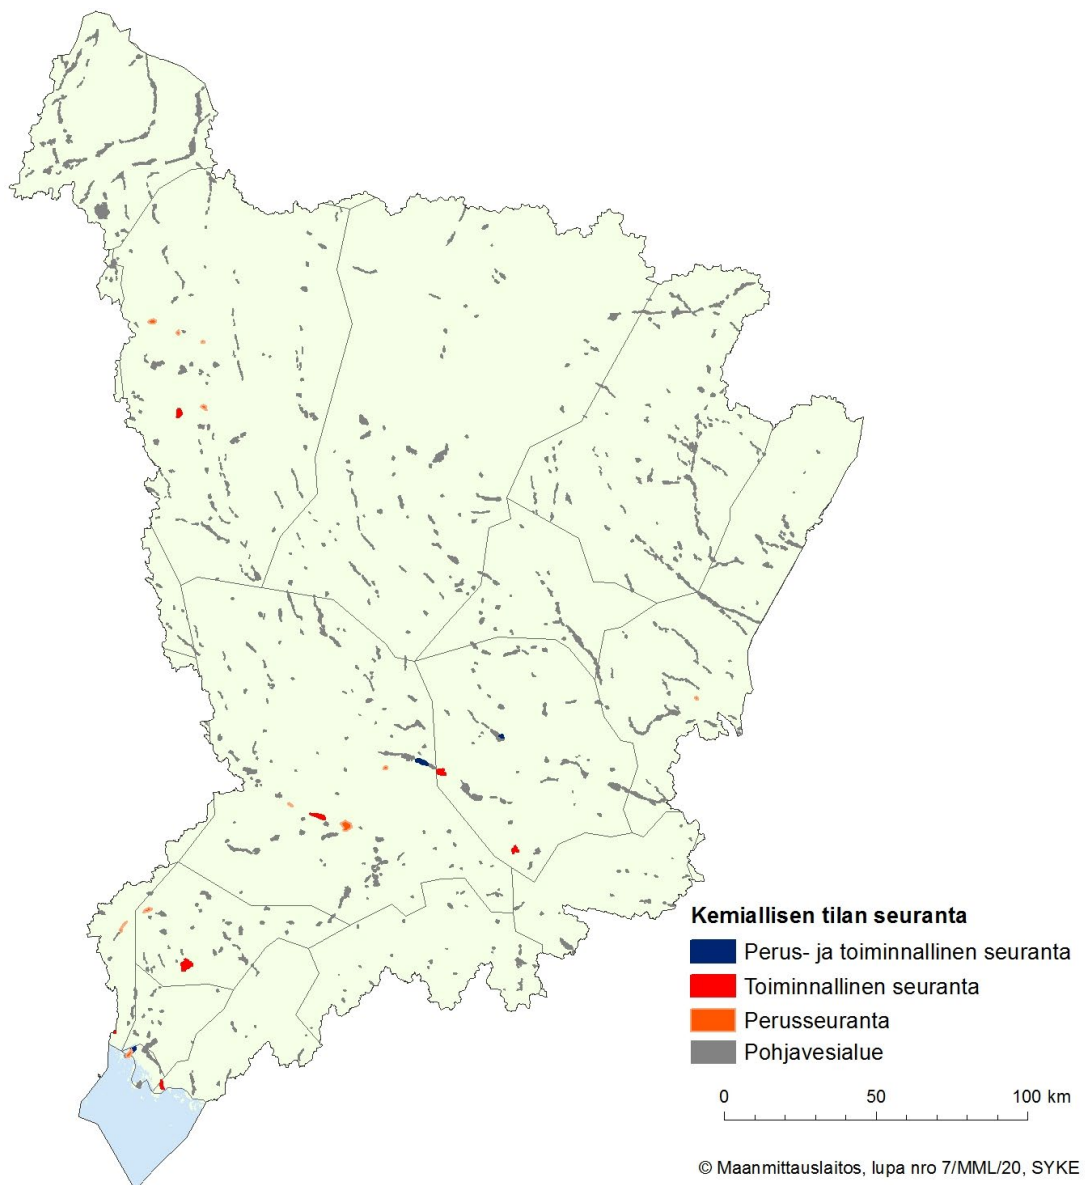 Kemiallisen tilan seuranta
Perus- ja toiminnallinen seuranta
Toiminnallinen seuranta
Perusseuranta
Pohjavesialue
0 50 100 km
© Maanmittauslaitos, lupa nro 7/MML/20, SYKE